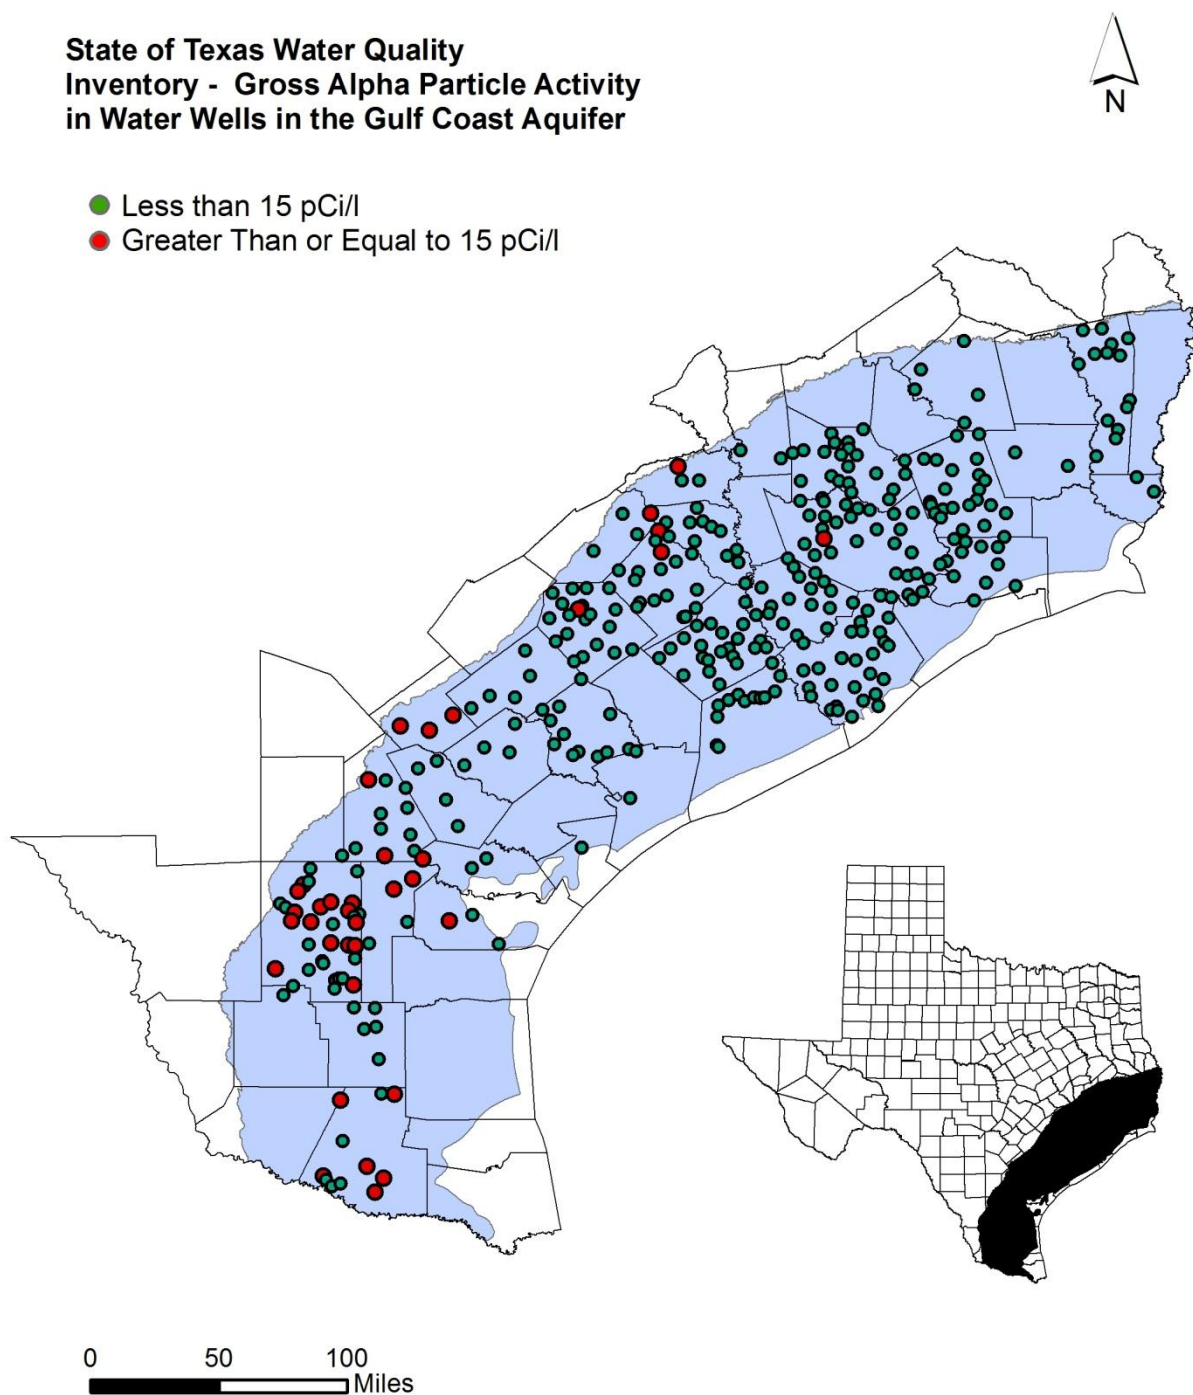 State of Texas Water Quality
Inventory - Gross Alpha Particle Activity
in Water Wells in the Gulf Coast Aquifer
N
Less than 15 pCi/l
Greater Than or Equal to 15 pCi/l
0 50 100
Miles